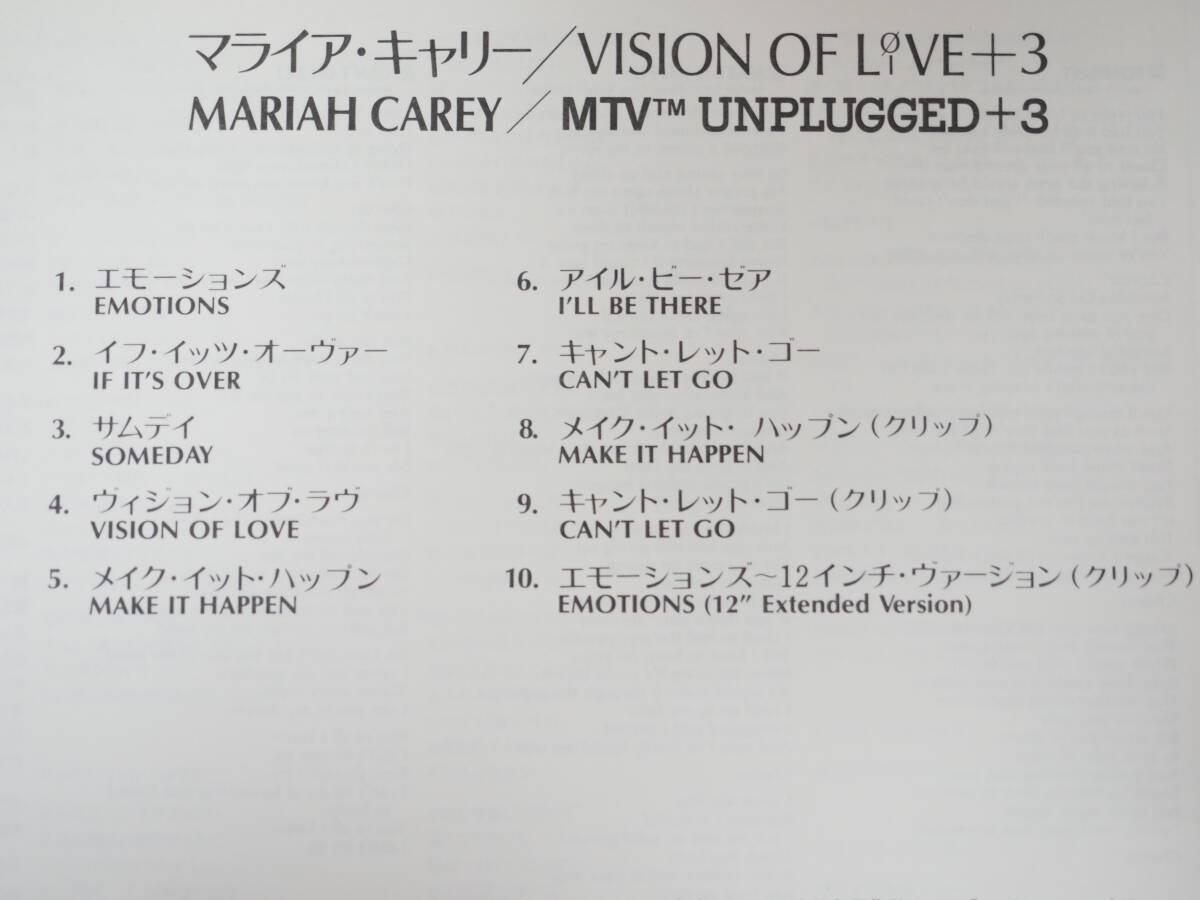 マライア・キャリー／VISION OF LOVE＋3
MARIAH CAREY／MTV™ UNPLUGGED＋3
1. エモーションズ
EMOTIONS
2. イフ・イッツ・オーヴァー
IF IT'S OVER
3. サムデイ
SOMEDAY
4. ヴィジョン・オブ・ラヴ
VISION OF LOVE
5. メイク・イット・ハップン
MAKE IT HAPPEN
6. アイル・ビー・ゼア
I'LL BE THERE
7. キャント・レット・ゴー
CAN'T LET GO
8. メイク・イット・ ハップン（クリップ）
MAKE IT HAPPEN
9. キャント・レット・ゴー（クリップ）
CAN'T LET GO
10. エモーションズ〜12インチ・ヴァージョン（クリップ）
EMOTIONS (12″ Extended Version)